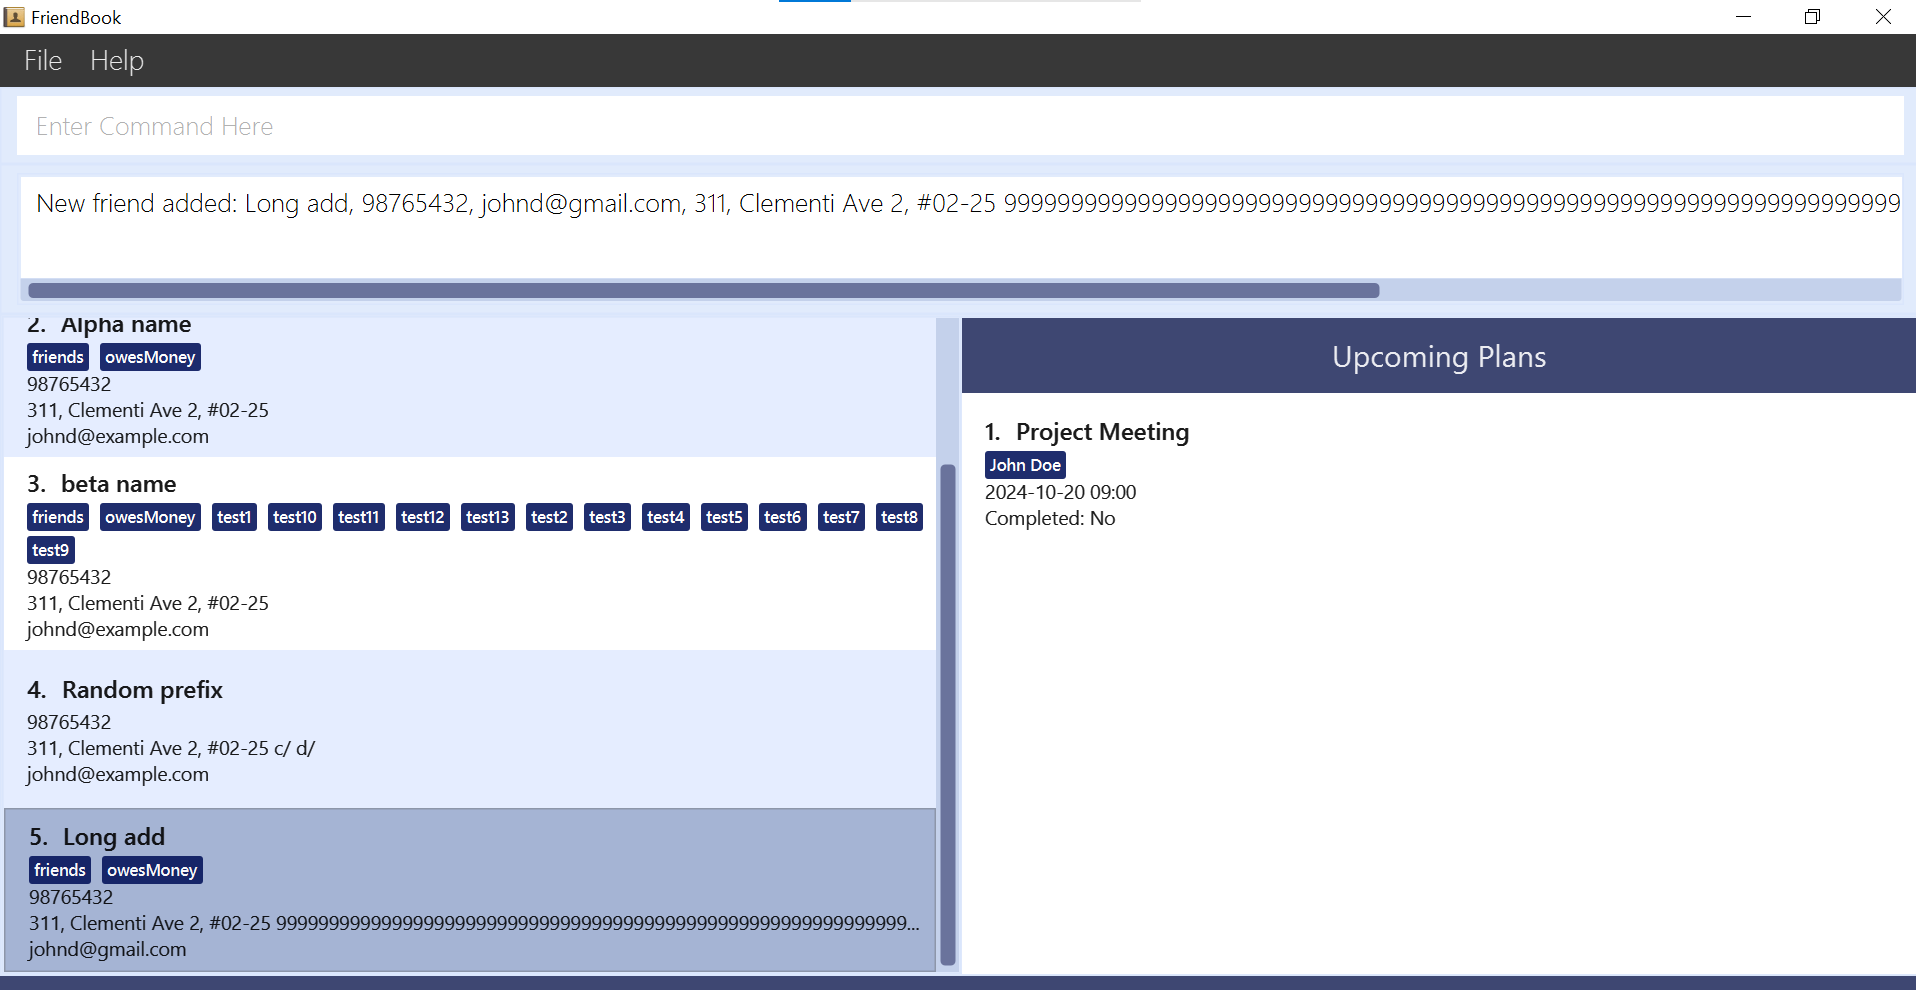 FriendBook
File Help
Enter Command Here
New friend added: Long add, 98765432, johnd@gmail.com, 311, Clementi Ave 2, #02-25 9999999999999999999999999999999999999999999999999999999999999999999
2. Alpha name
friends owesMoney
98765432
311, Clementi Ave 2, #02-25
johnd@example.com
3. beta name
friends owesMoney test1 test10 test11 test12 test13 test2 test3 test4 test5 test6 test7 test8
test9
98765432
311, Clementi Ave 2, #02-25
johnd@example.com
4. Random prefix
98765432
311, Clementi Ave 2, #02-25 c/ d/
johnd@example.com
5. Long add
friends owesMoney
98765432
311, Clementi Ave 2, #02-25 999999999999999999999999999999999999999999999999999999999999...
johnd@gmail.com
Upcoming Plans
1. Project Meeting
John Doe
2024-10-20 09:00
Completed: No